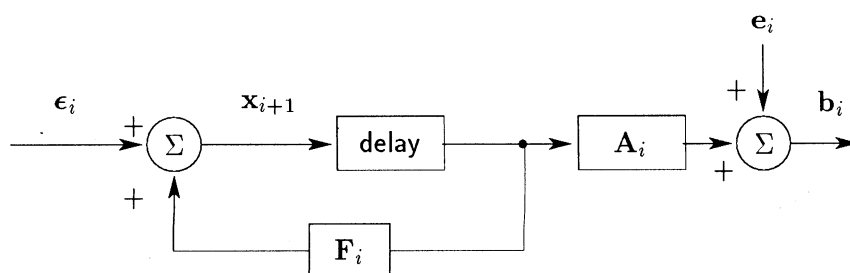 e_i
ϵ_i
+
x_{i+1}
+
b_i
Σ
delay
A_i
Σ
+
+
F_i